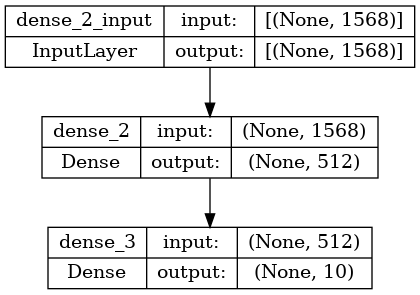 dense_2_input input: [(None, 1568)]
InputLayer output: [(None, 1568)]
dense_2 input: (None, 1568)
Dense output: (None, 512)
dense_3 input: (None, 512)
Dense output: (None, 10)